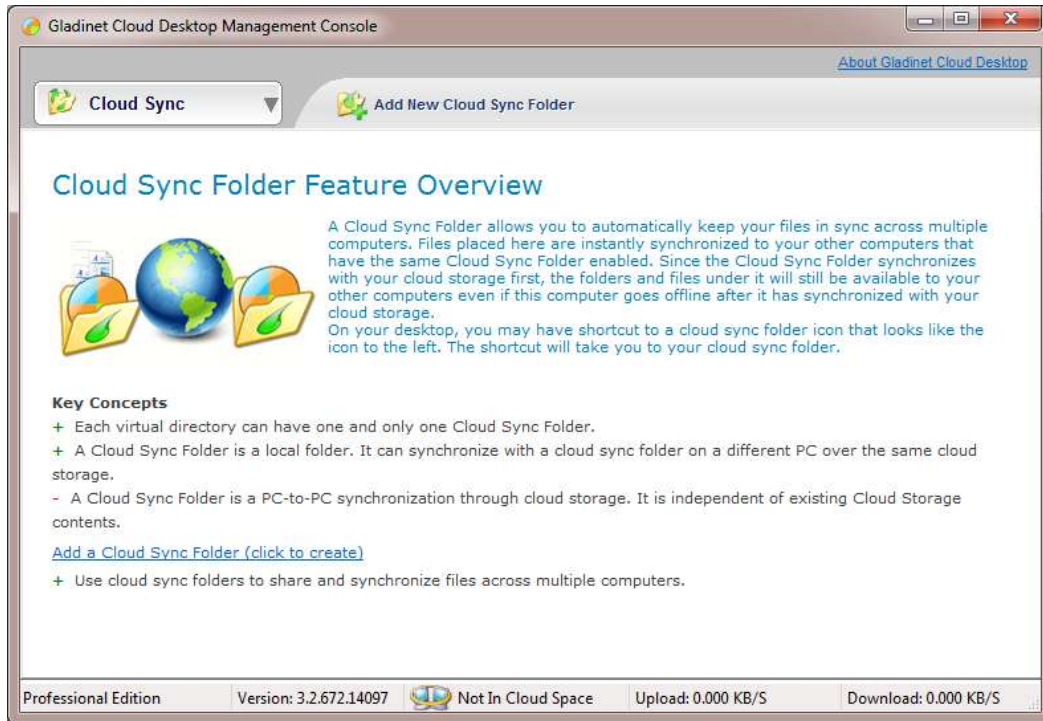 Gladinet Cloud Desktop Management Console
About Gladinet Cloud Desktop
Cloud Sync
Add New Cloud Sync Folder
Cloud Sync Folder Feature Overview
A Cloud Sync Folder allows you to automatically keep your files in sync across multiple
computers. Files placed here are instantly synchronized to your other computers that
have the same Cloud Sync Folder enabled. Since the Cloud Sync Folder synchronizes
with your cloud storage first, the folders and files under it will still be available to your
other computers even if this computer goes offline after it has synchronized with your
cloud storage.
On your desktop, you may have shortcut to a cloud sync folder icon that looks like the
icon to the left. The shortcut will take you to your cloud sync folder.
Key Concepts
+ Each virtual directory can have one and only one Cloud Sync Folder.
+ A Cloud Sync Folder is a local folder. It can synchronize with a cloud sync folder on a different PC over the same cloud
storage.
- A Cloud Sync Folder is a PC-to-PC synchronization through cloud storage. It is independent of existing Cloud Storage
contents.
Add a Cloud Sync Folder (click to create)
+ Use cloud sync folders to share and synchronize files across multiple computers.
Professional Edition Version: 3.2.672.14097 Not In Cloud Space Upload: 0.000 KB/S Download: 0.000 KB/S